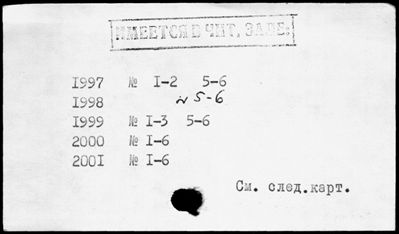 ИМЕЕТСЯ В ЧИТ. ЗАЛЕ.
1997 № I-2 5-6
1998 № 5-6
1999 № I-3 5-6
2000 № I-6
200I № I-6
См. след.карт.